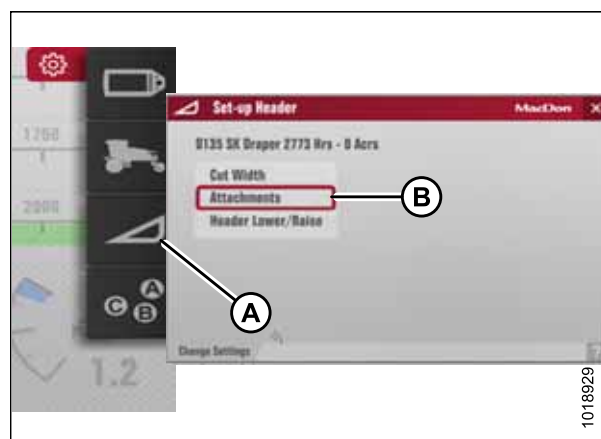 1750
2000
1.2
C A B
Set-up Header
MacDon
D135 SK Draper 2773 Hrs - 0 Acrs
Cut Width
Attachments
Header Lower/Raise
Change Settings
A
B
1018929